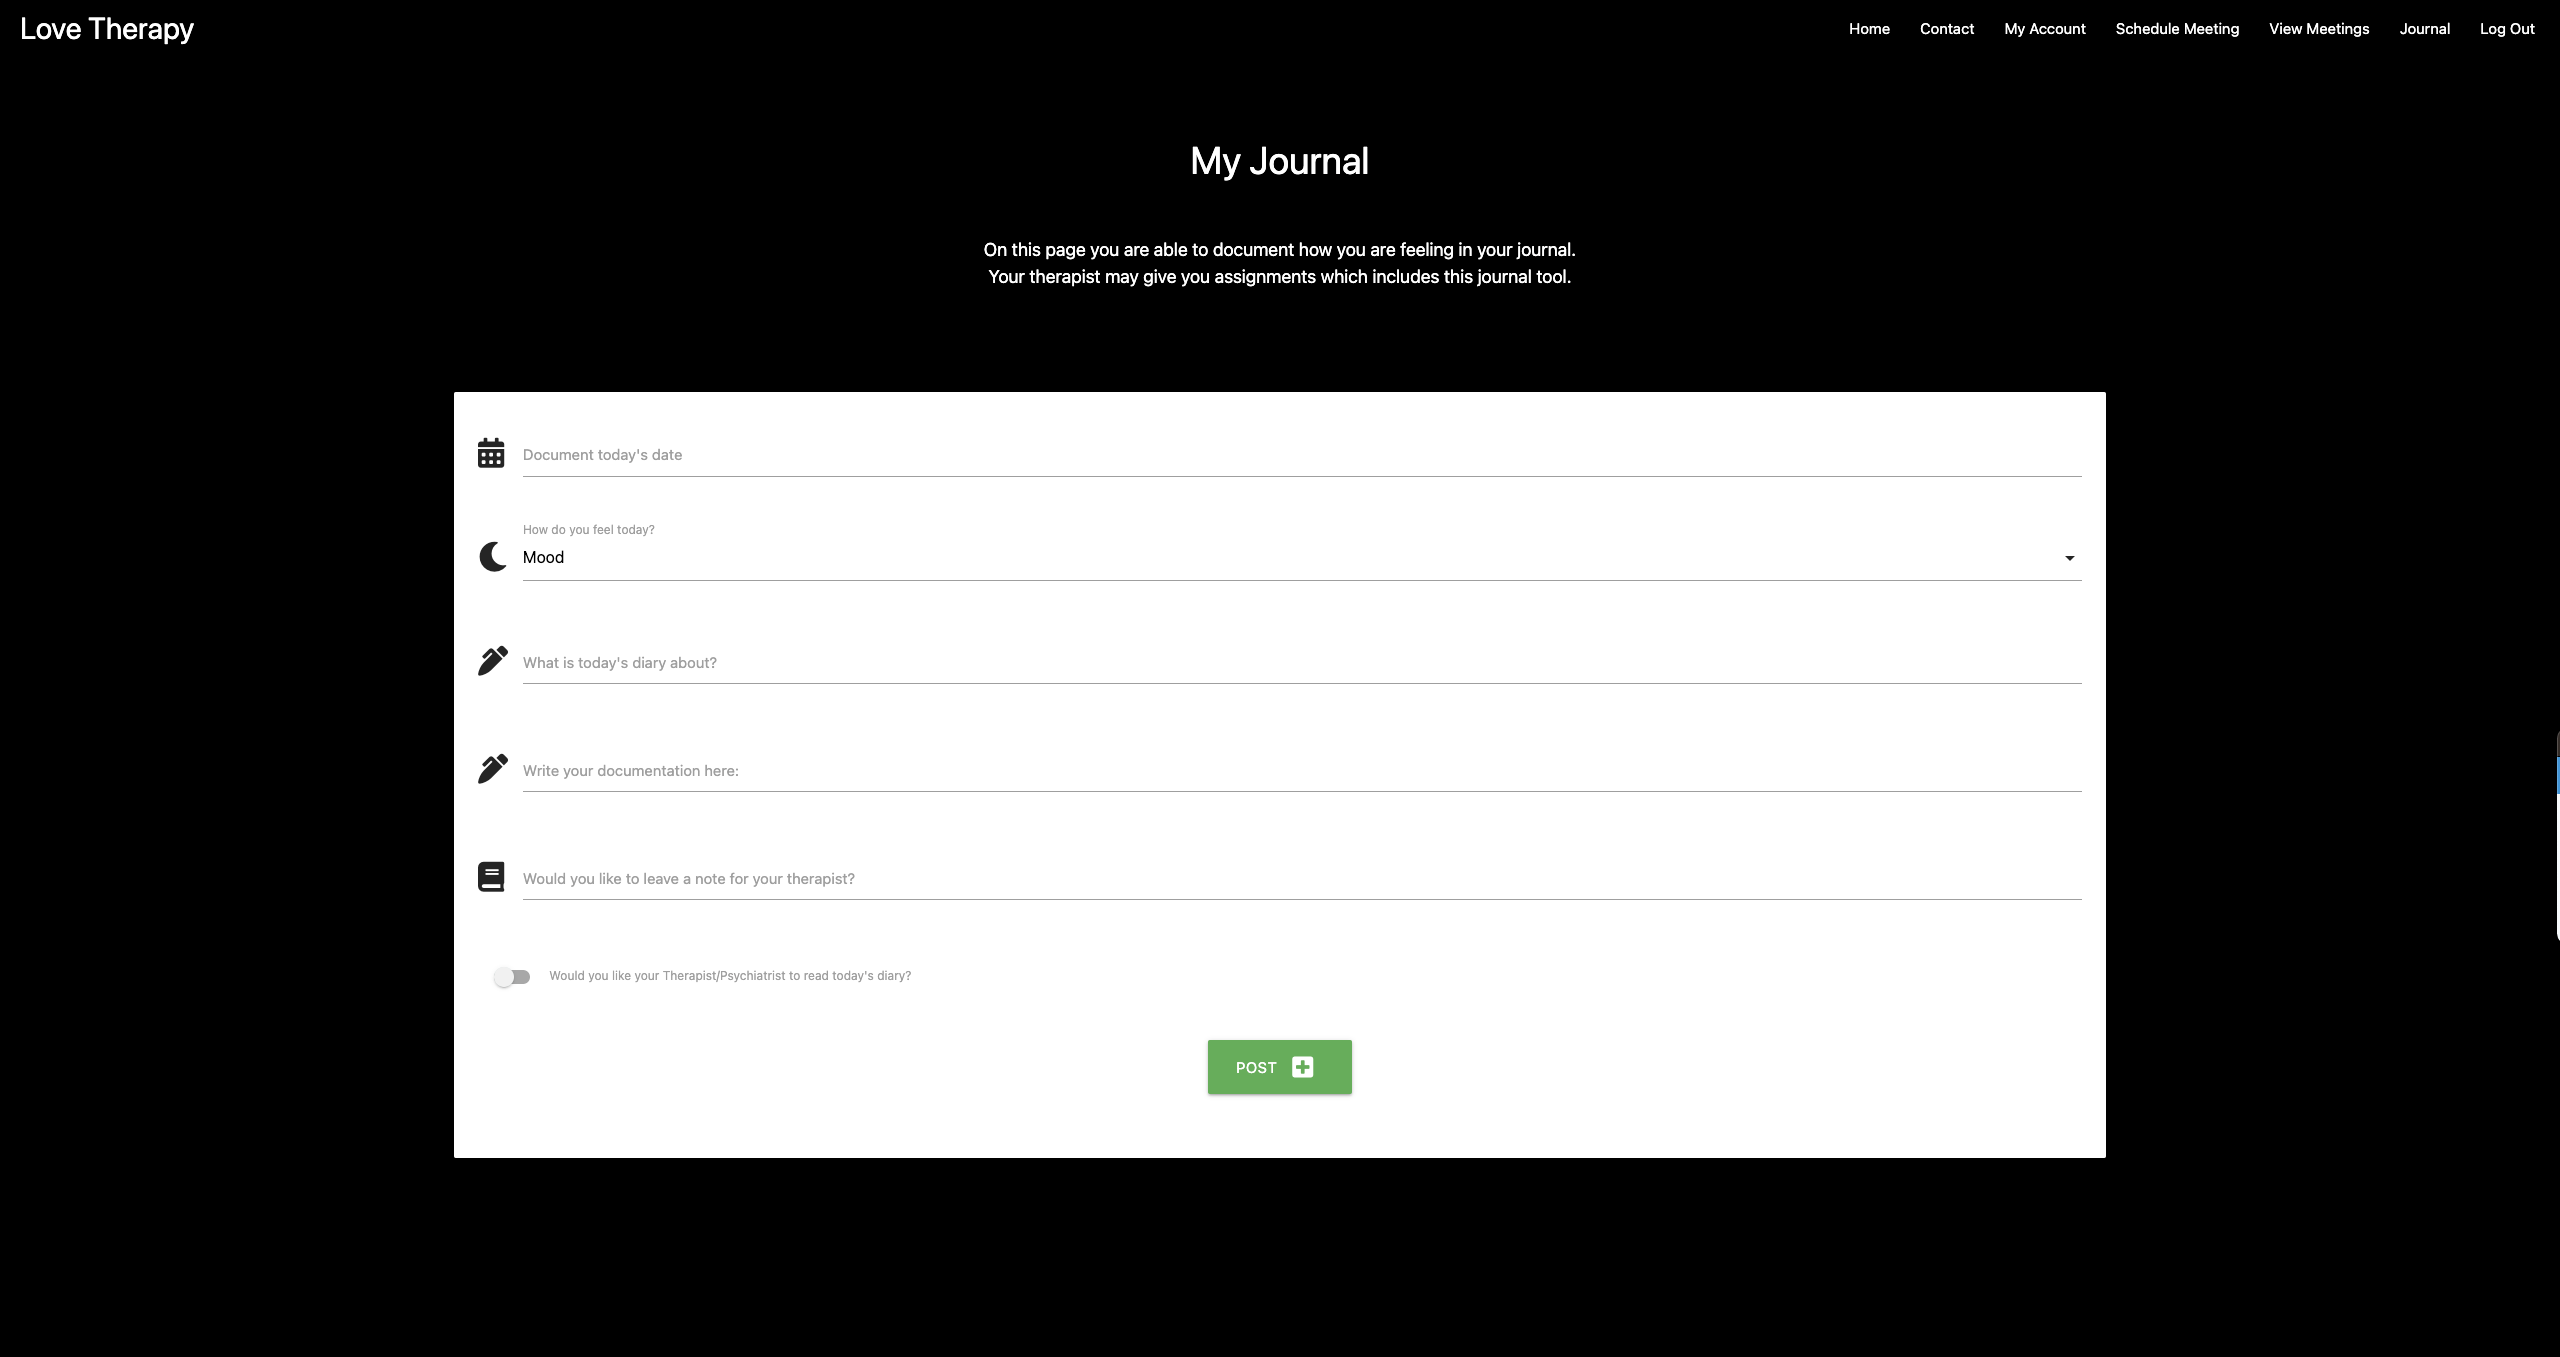 Love Therapy
Home Contact My Account Schedule Meeting View Meetings Journal Log Out
My Journal
On this page you are able to document how you are feeling in your journal.
Your therapist may give you assignments which includes this journal tool.
Document today's date
How do you feel today?
Mood
What is today's diary about?
Write your documentation here:
Would you like to leave a note for your therapist?
Would you like your Therapist/Psychiatrist to read today's diary?
POST